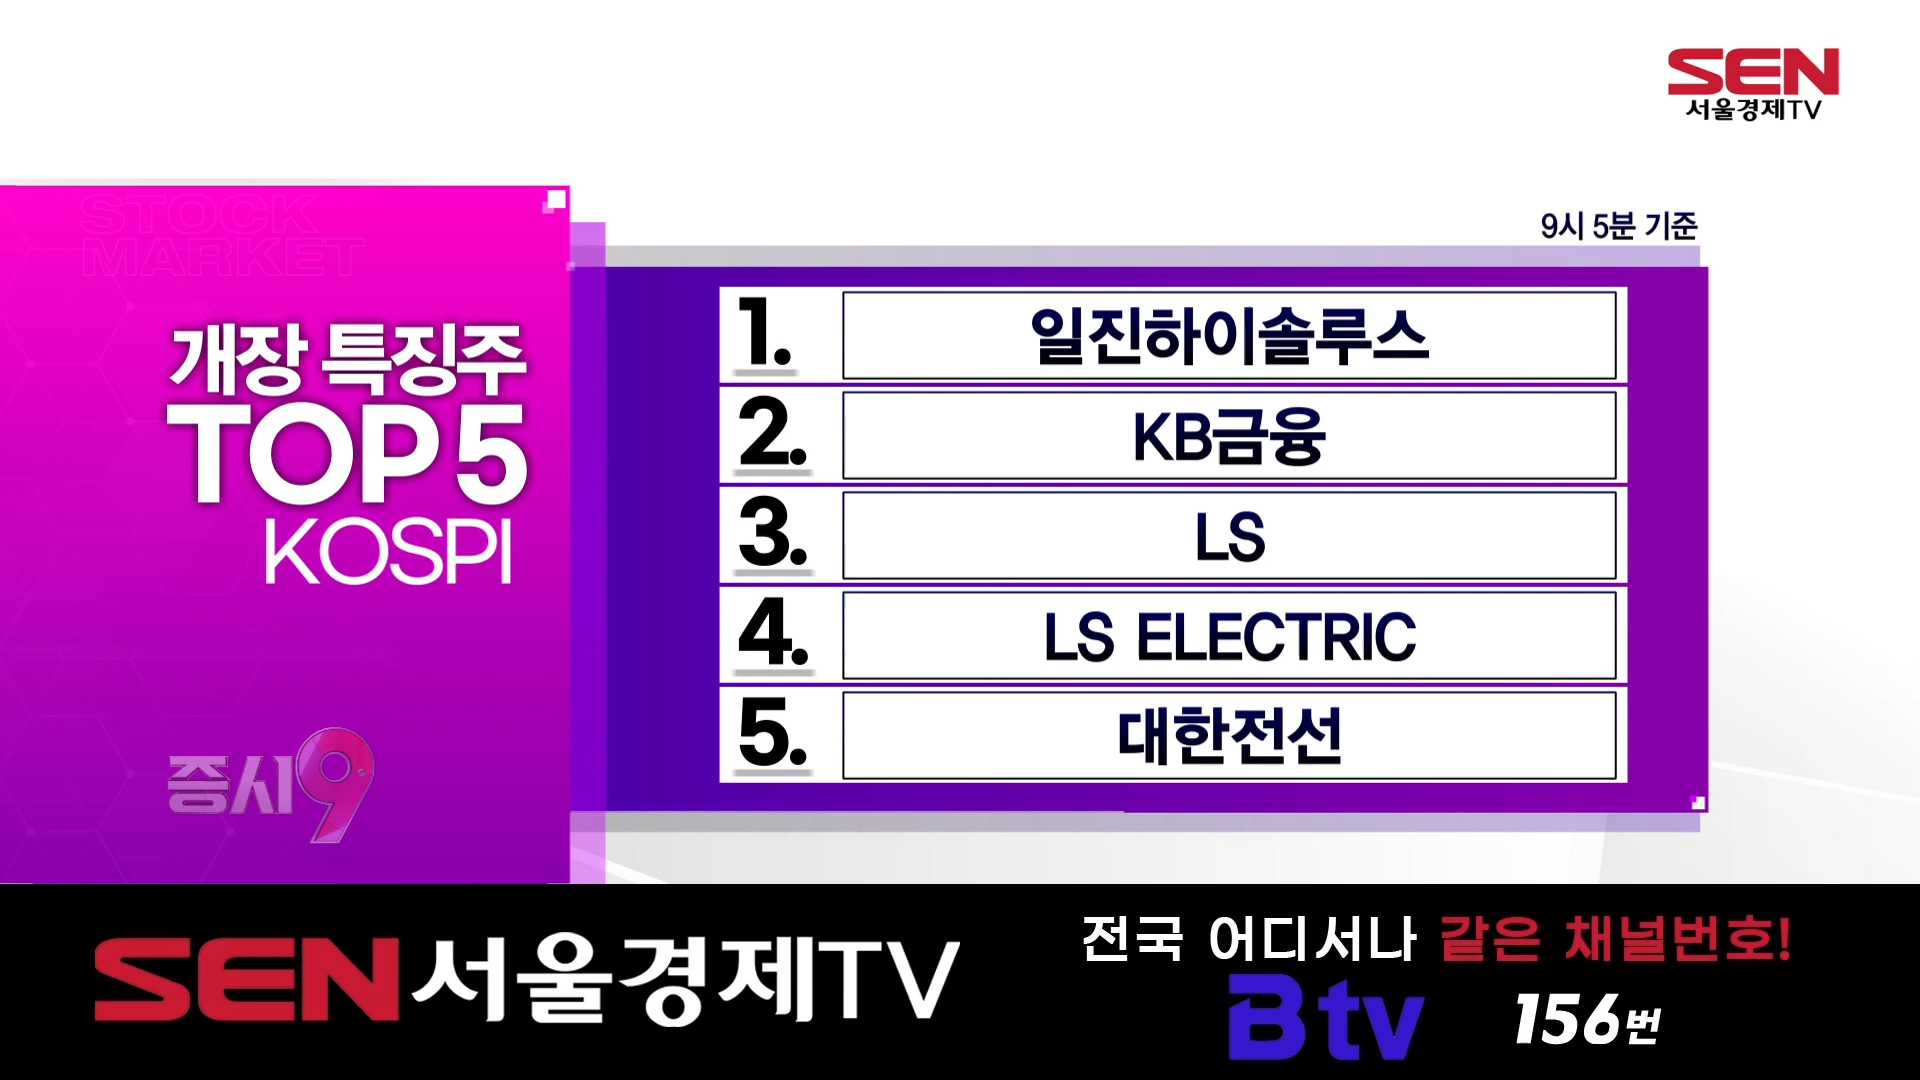 SEN
서울경제TV
STOCK
MARKET
9시 5분 기준
개장 특징주
TOP 5
KOSPI
1. 일진하이솔루스
2. KB금융
3. LS
4. LS ELECTRIC
5. 대한전선
증시9
SEN서울경제TV
전국 어디서나 같은 채널번호!
B tv 156번